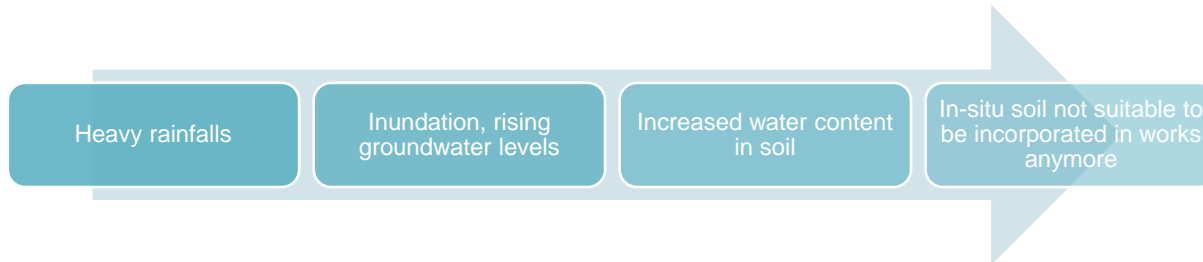 Heavy rainfalls
Inundation, rising
groundwater levels
Increased water content
in soil
In-situ soil not suitable to
be incorporated in works
anymore